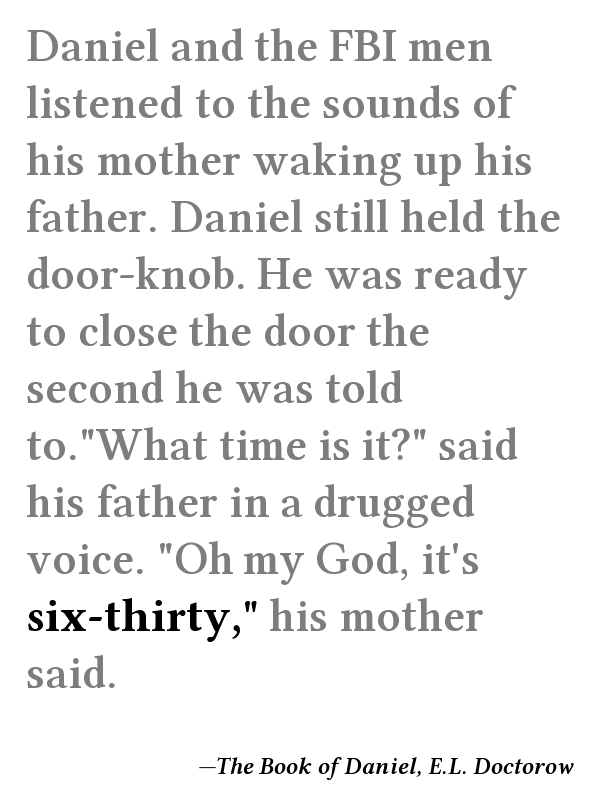 Daniel and the FBI men
listened to the sounds of
his mother waking up his
father. Daniel still held the
door-knob. He was ready
to close the door the
second he was told
to."What time is it?" said
his father in a drugged
voice. "Oh my God, it's
six-thirty," his mother
said.
—The Book of Daniel, E.L. Doctorow